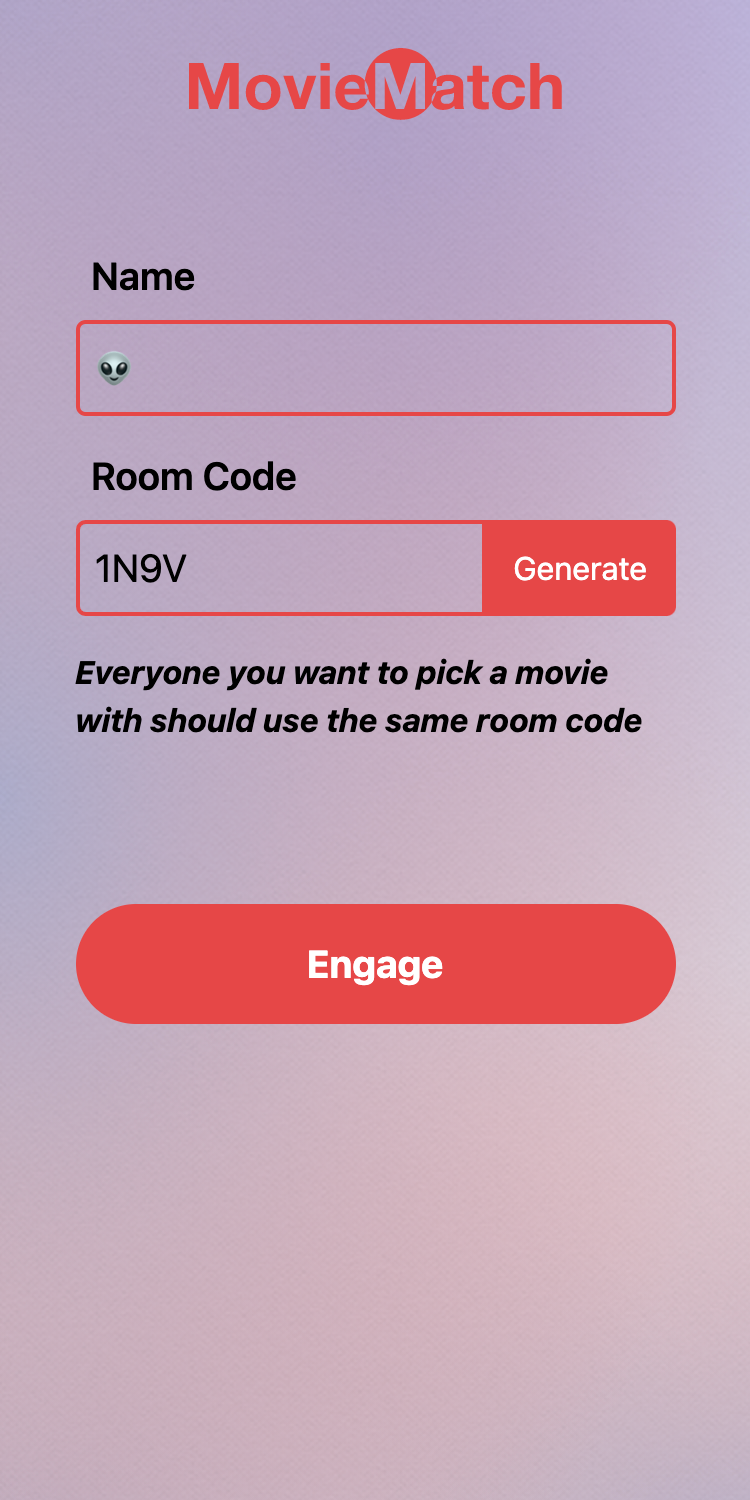 MovieMatch
Name
👽
Room Code
1N9V
Generate
Everyone you want to pick a movie
with should use the same room code
Engage